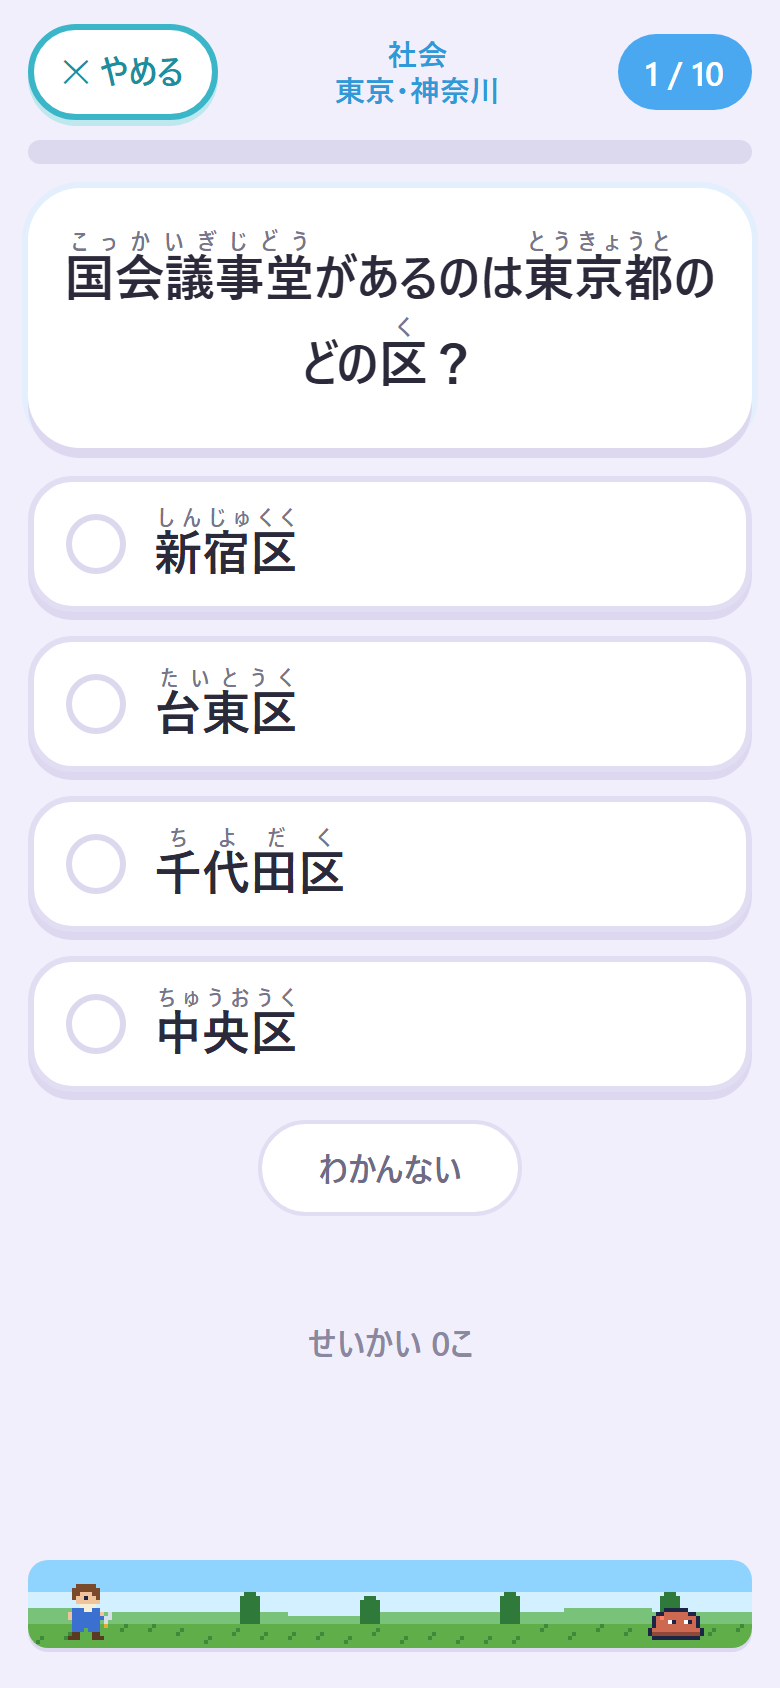 × やめる
社会
東京・神奈川
1 / 10
こっかいぎじどう とうきょうと
国会議事堂があるのは東京都の
く
どの区？
しんじゅくく
新宿区
たいとうく
台東区
ちよだく
千代田区
ちゅうおうく
中央区
わかんない
せいかい 0こ